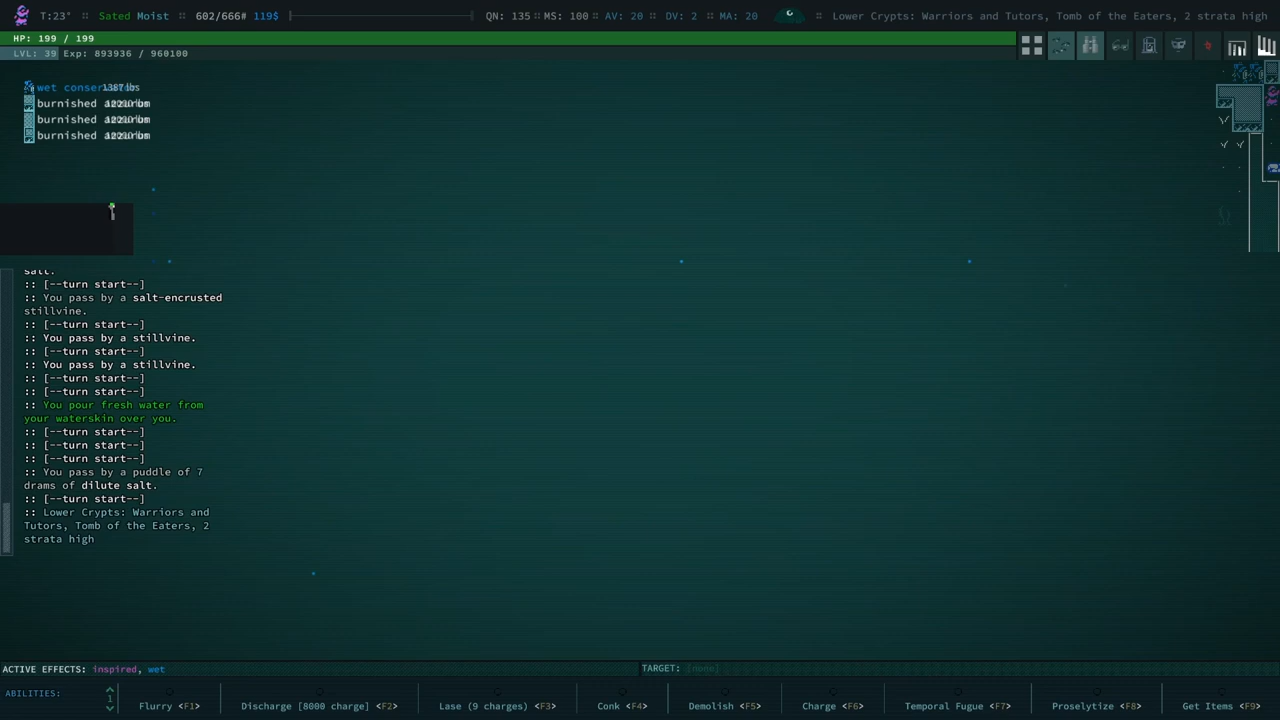 T:23° :: Sated Moist :: 602/666# 119$ QN: 135 :: MS: 100 :: AV: 20 :: DV: 2 :: MA: 20 :: Lower Crypts: Warriors and Tutors, Tomb of the Eaters, 2 strata high
HP: 199 / 199
LVL: 39 Exp: 893936 / 960100
wet
burnished
burnished
burnished
salt.
:: [--turn start--]
:: You pass by a salt-encrusted
stillvine.
:: [--turn start--]
:: You pass by a stillvine.
:: [--turn start--]
:: You pass by a stillvine.
:: [--turn start--]
:: [--turn start--]
:: You pour fresh water from
your waterskin over you.
:: [--turn start--]
:: [--turn start--]
:: [--turn start--]
:: You pass by a puddle of 7
drams of dilute salt.
:: [--turn start--]
:: Lower Crypts: Warriors and
Tutors, Tomb of the Eaters, 2
strata high
ACTIVE EFFECTS: inspired, wet TARGET: [none]
ABILITIES: 1 Flurry <F1> Discharge [8000 charge] <F2> Lase (9 charges) <F3> Conk <F4> Demolish <F5> Charge <F6> Temporal Fugue <F7> Proselytize <F8> Get Items <F9>